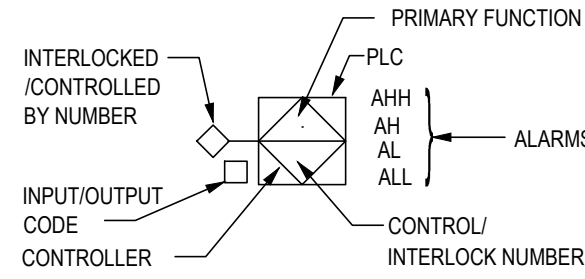 PRIMARY FUNCTION
PLC
INTERLOCKED
/CONTROLLED
BY NUMBER
AHH
AH
AL
ALL
ALARMS
INPUT/OUTPUT
CODE
CONTROLLER
CONTROL/
INTERLOCK NUMBER